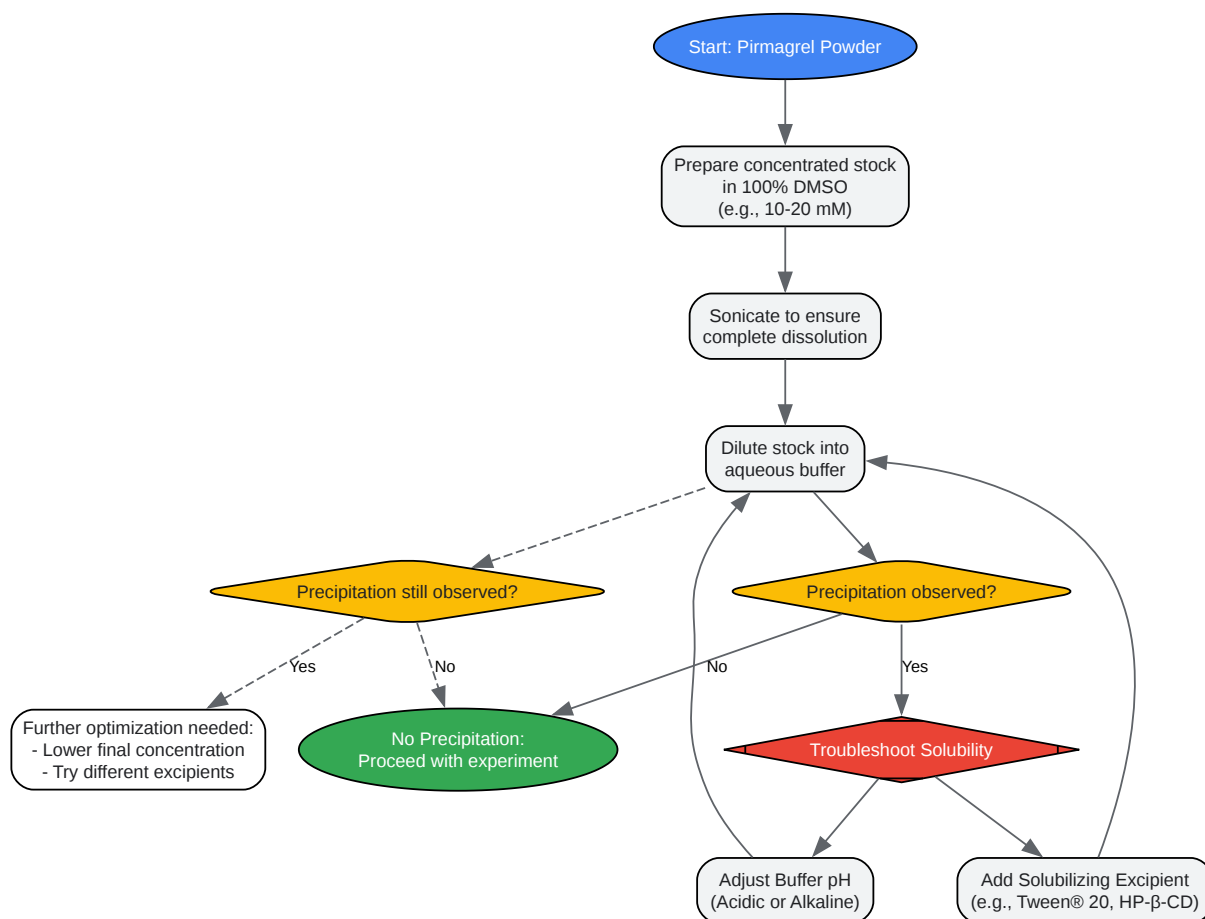 Start: Pirmagrel Powder
Prepare concentrated stock
in 100% DMSO
(e.g., 10-20 mM)
Sonicate to ensure
complete dissolution
Dilute stock into
aqueous buffer
Precipitation still observed?
Precipitation observed?
Yes
No
No
Yes
Further optimization needed:
- Lower final concentration
- Try different excipients
No Precipitation:
Proceed with experiment
Troubleshoot Solubility
Adjust Buffer pH
(Acidic or Alkaline)
Add Solubilizing Excipient
(e.g., Tween® 20, HP-β-CD)